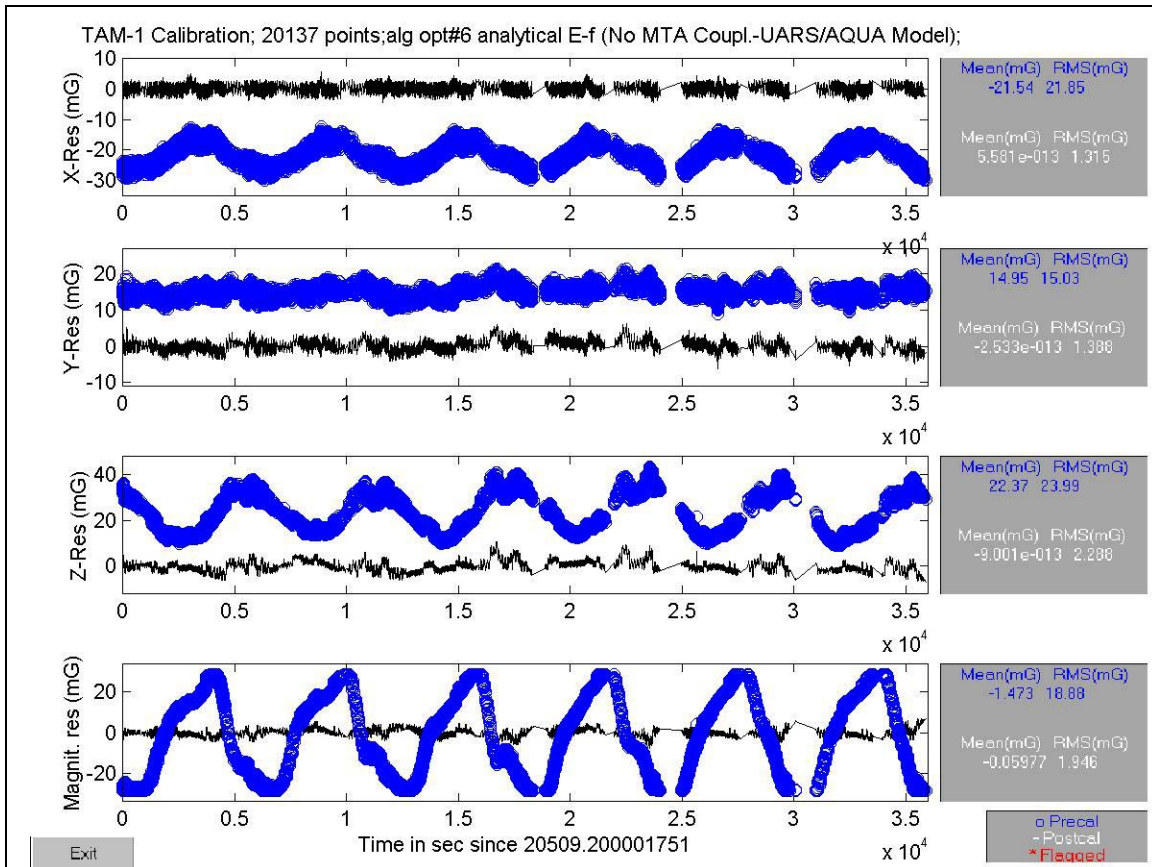 TAM-1 Calibration; 20137 points;alg opt#6 analytical E-f (No MTA Coupl.-UARS/AQUA Model);
X-Res (mG)
10
0
-10
-20
-30
0 0.5 1 1.5 2 2.5 3 3.5
x 10^4
Mean(mG) RMS(mG)
-21.54 21.85
Mean(mG) RMS(mG)
5.581e-013 1.315
Y-Res (mG)
20
10
0
-10
0 0.5 1 1.5 2 2.5 3 3.5
x 10^4
Mean(mG) RMS(mG)
14.95 15.03
Mean(mG) RMS(mG)
-2.533e-013 1.388
Z-Res (mG)
40
20
0
0 0.5 1 1.5 2 2.5 3 3.5
x 10^4
Mean(mG) RMS(mG)
22.37 23.99
Mean(mG) RMS(mG)
-9.001e-013 2.288
Magnit. res (mG)
20
0
-20
0 0.5 1 1.5 2 2.5 3 3.5
x 10^4
Mean(mG) RMS(mG)
-1.473 18.88
Mean(mG) RMS(mG)
-0.05977 1.946
Time in sec since 20509.200001751
Exit
o Precal
- Postcal
* Flagged